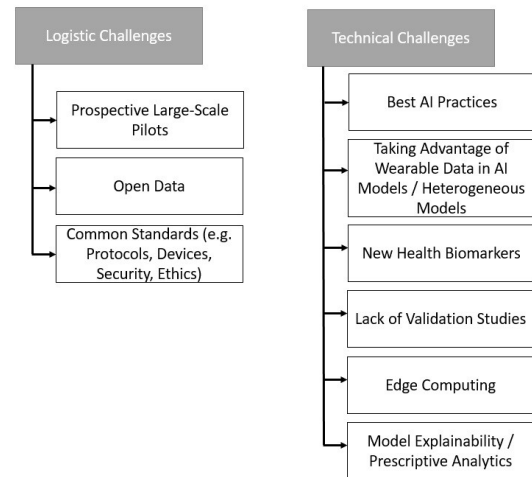 Logistic Challenges
Prospective Large-Scale
Pilots
Open Data
Common Standards (e.g.
Protocols, Devices,
Security, Ethics)
Technical Challenges
Best AI Practices
Taking Advantage of
Wearable Data in AI
Models / Heterogeneous
Models
New Health Biomarkers
Lack of Validation Studies
Edge Computing
Model Explainability /
Prescriptive Analytics